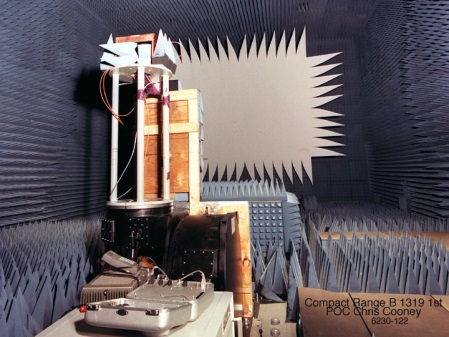 Compact Range B 1319 1st
POC Chris Cooney
6230-122